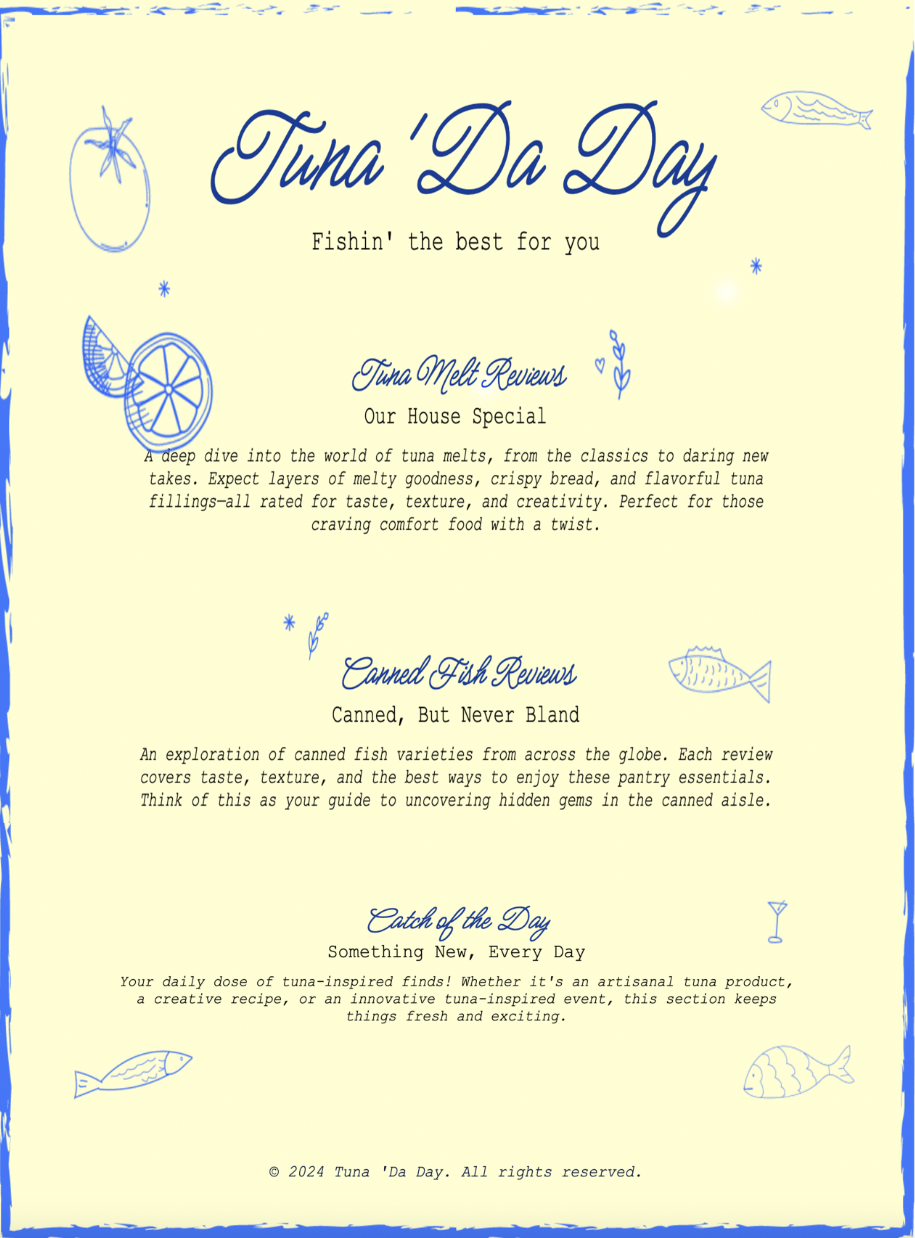 Tuna 'Da Day
Fishin' the best for you
Tuna Melt Reviews
Our House Special
A deep dive into the world of tuna melts, from the classics to daring new
takes. Expect layers of melty goodness, crispy bread, and flavorful tuna
fillings—all rated for taste, texture, and creativity. Perfect for those
craving comfort food with a twist.
Canned Fish Reviews
Canned, But Never Bland
An exploration of canned fish varieties from across the globe. Each review
covers taste, texture, and the best ways to enjoy these pantry essentials.
Think of this as your guide to uncovering hidden gems in the canned aisle.
Catch of the Day
Something New, Every Day
Your daily dose of tuna-inspired finds! Whether it's an artisanal tuna product,
a creative recipe, or an innovative tuna-inspired event, this section keeps
things fresh and exciting.
© 2024 Tuna 'Da Day. All rights reserved.